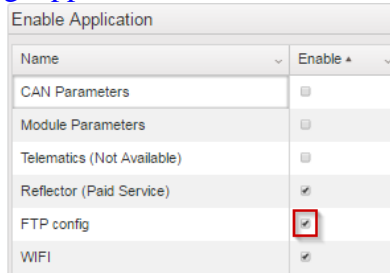 Enable Application
Name Enable
CAN Parameters
Module Parameters
Telematics (Not Available)
Reflector (Paid Service)
FTP config
WIFI